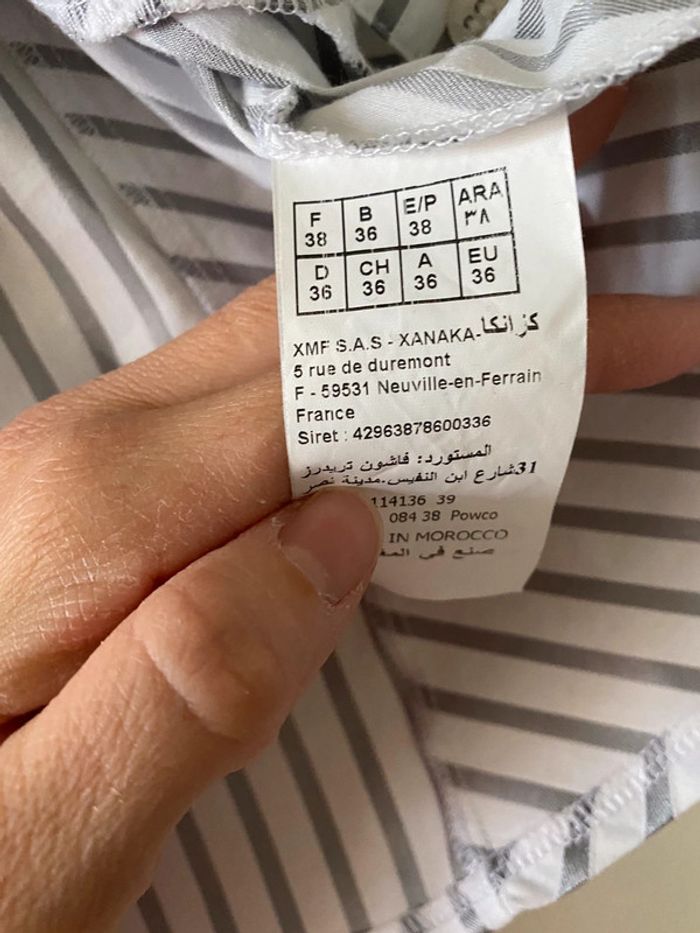 F B E/P ARA
38 36 38 ٣٨
D CH A EU
36 36 36 36
XMF S.A.S - XANAKA-كزانكا
5 rue de duremont
F - 59531 Neuville-en-Ferrain
France
Siret : 42963878600336
المستورد: فاشون تريدرز
31شارع ابن النفيس.مدينة نصر
114136 39
084 38 Powco
IN MOROCCO
صنع في